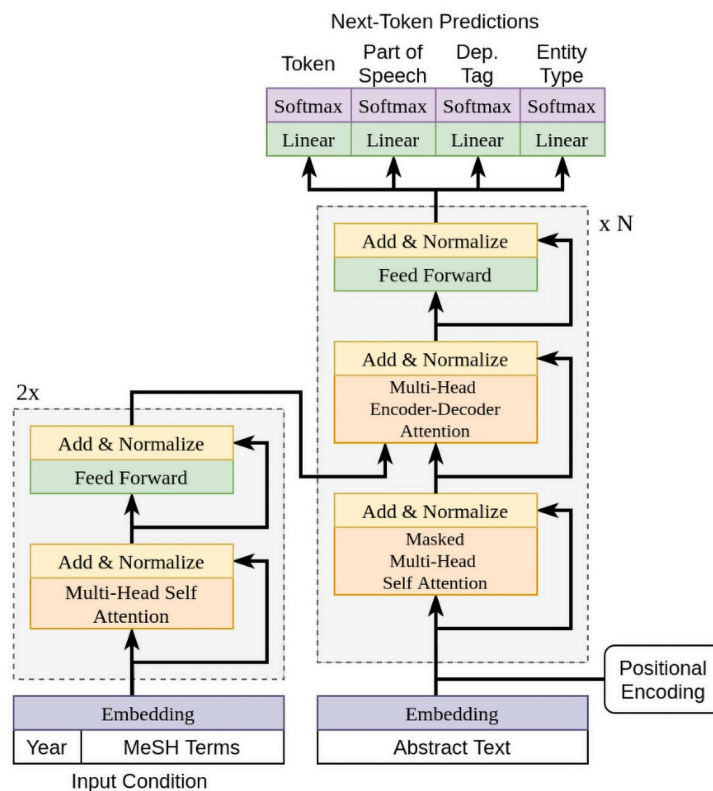 Next-Token Predictions
Token
Part of
Speech
Dep.
Tag
Entity
Type
Softmax Softmax Softmax Softmax
Linear Linear Linear Linear
x N
Add & Normalize
Feed Forward
Add & Normalize
Multi-Head
Encoder-Decoder
Attention
Add & Normalize
Masked
Multi-Head
Self Attention
2x
Add & Normalize
Feed Forward
Add & Normalize
Multi-Head Self
Attention
Positional
Encoding
Embedding
Year MeSH Terms
Input Condition
Embedding
Abstract Text